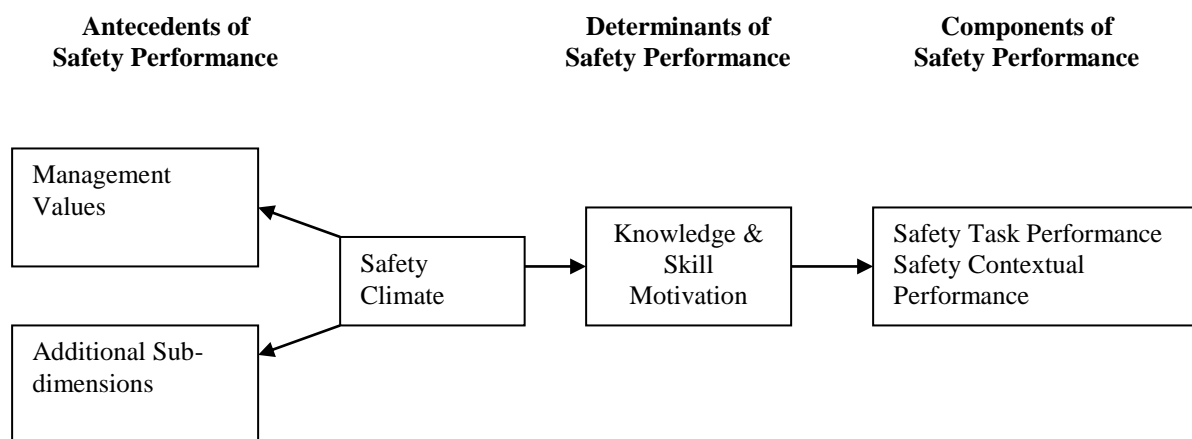 Antecedents of
Safety Performance
Determinants of
Safety Performance
Components of
Safety Performance
Management
Values
Safety
Climate
Additional Sub-
dimensions
Knowledge &
Skill
Motivation
Safety Task Performance
Safety Contextual
Performance